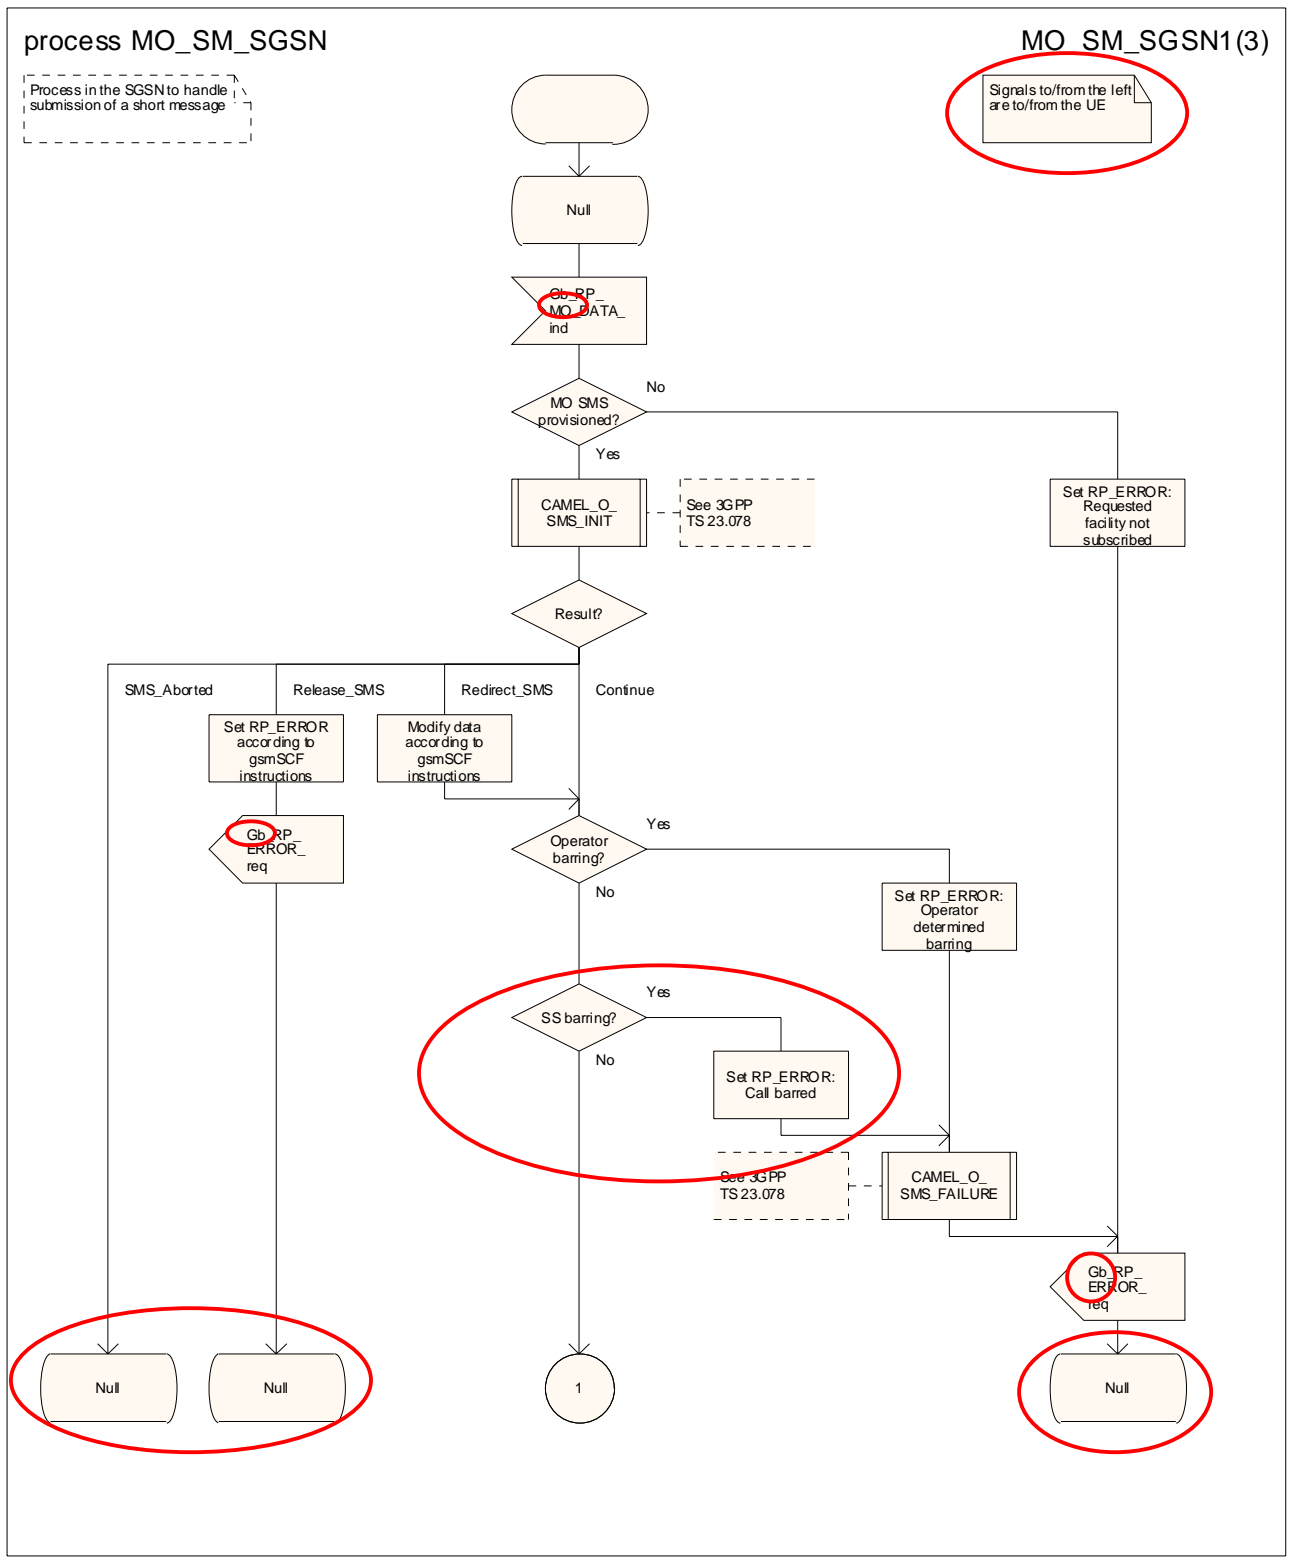 process MO_SM_SGSN
MO_SM_SGSN1(3)
Process in the SGSN to handle
submission of a short message
Signals to/from the left
are to/from the UE
Null
Gb_RP_
MO_DATA_
ind
No
MO SMS
provisioned?
Yes
CAMEL_O_
SMS_INIT
See 3GPP
TS 23.078
Set RP_ERROR:
Requested
facility not
subscribed
Result?
SMS_Aborted
Release_SMS
Redirect_SMS
Continue
Set RP_ERROR
according to
gsmSCF
instructions
Modify data
according to
gsmSCF
instructions
Gb_RP_
ERROR_
req
Yes
Operator
barring?
No
Set RP_ERROR:
Operator
determined
barring
Yes
SS barring?
No
Set RP_ERROR:
Call barred
See 3GPP
TS 23.078
CAMEL_O_
SMS_FAILURE
Gb_RP_
ERROR_
req
Null
Null
1
Null